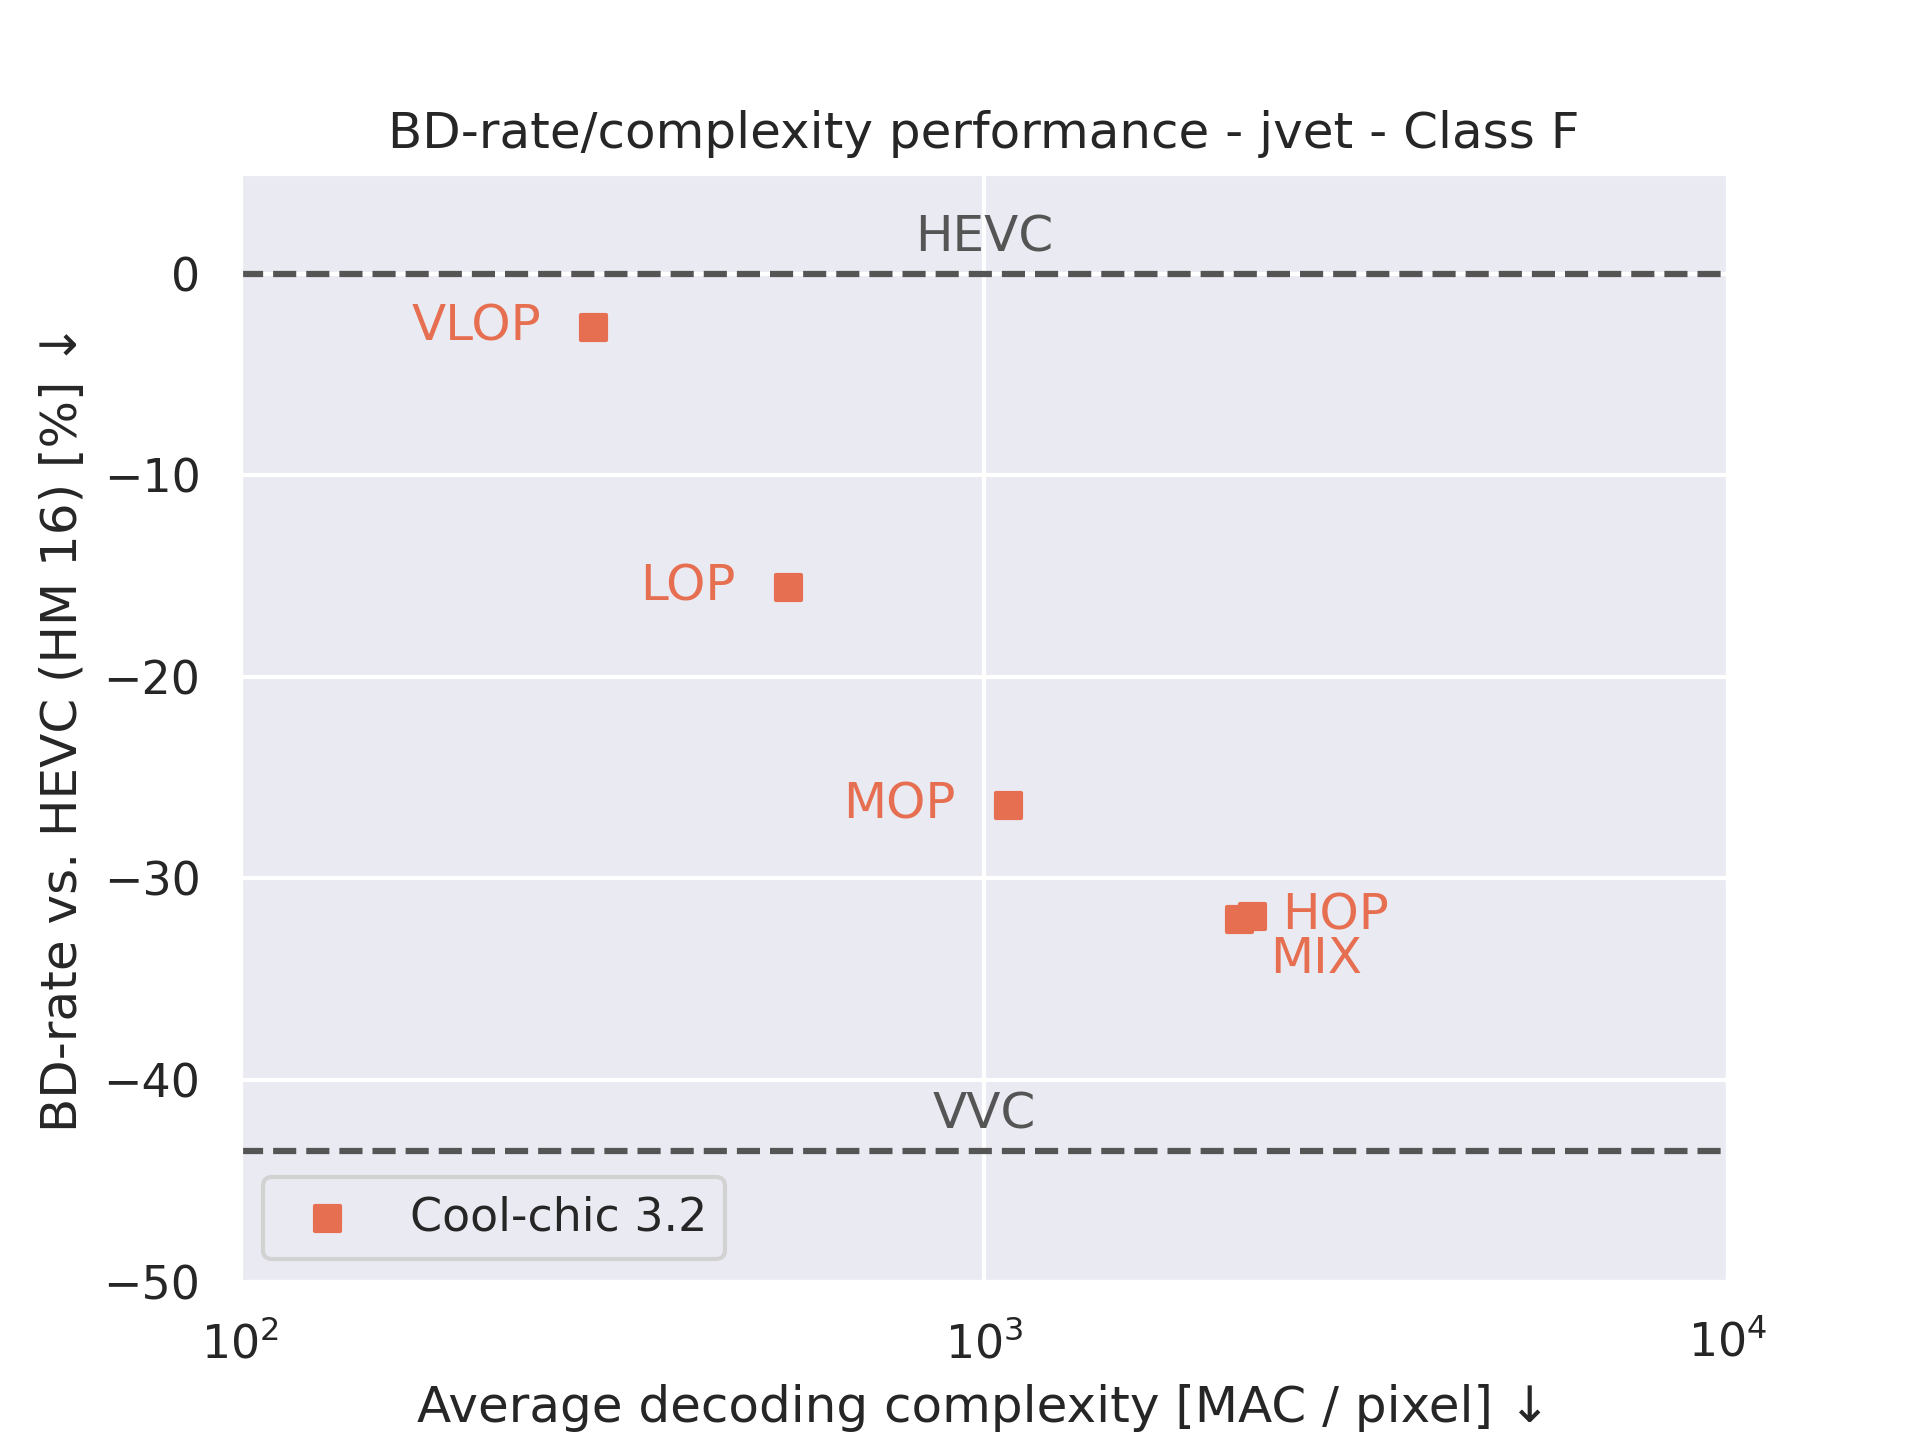 BD-rate/complexity performance - jvet - Class F
HEVC
0
VLOP
BD-rate vs. HEVC (HM 16) [%] ↓
−10
LOP
−20
MOP
−30
HOP
MIX
−40
VVC
Cool-chic 3.2
−50
10² 10³ 10⁴
Average decoding complexity [MAC / pixel] ↓